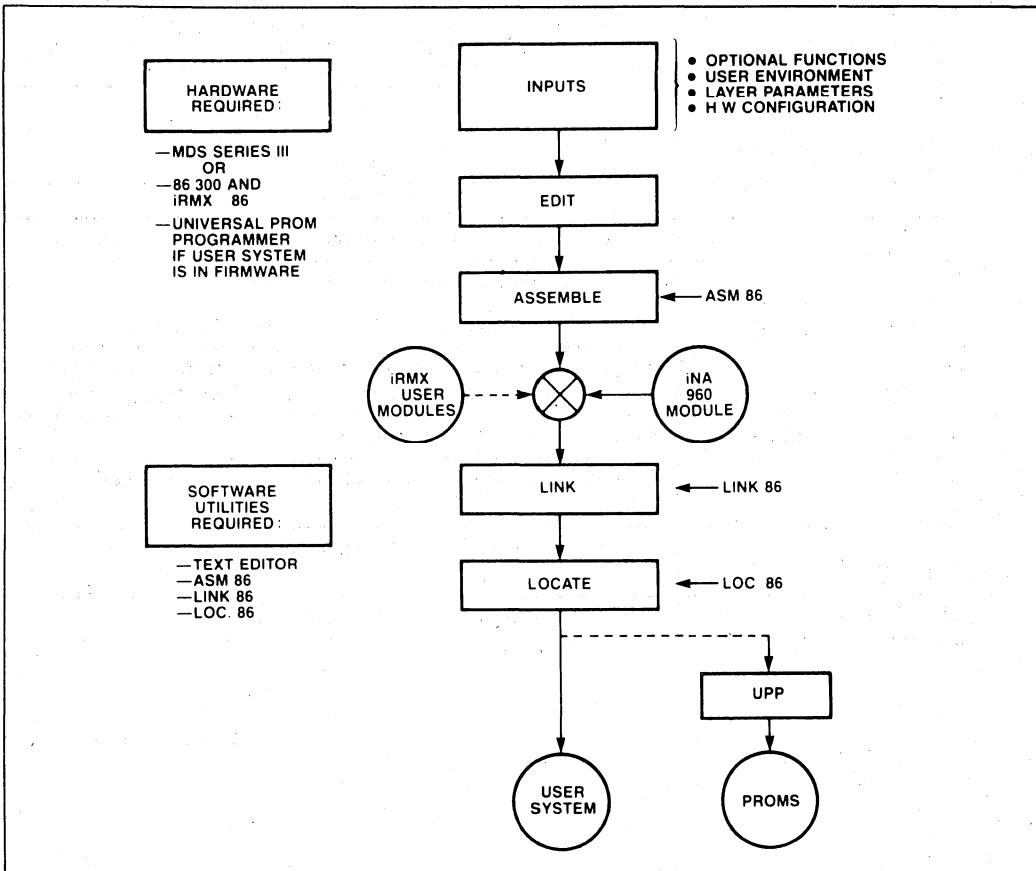 HARDWARE
REQUIRED:
—MDS SERIES III
OR
—86 300 AND
iRMX 86
—UNIVERSAL PROM
PROGRAMMER
IF USER SYSTEM
IS IN FIRMWARE
INPUTS
• OPTIONAL FUNCTIONS
• USER ENVIRONMENT
• LAYER PARAMETERS
• H W CONFIGURATION
EDIT
ASSEMBLE
ASM 86
iRMX
USER
MODULES
iNA
960
MODULE
SOFTWARE
UTILITIES
REQUIRED:
—TEXT EDITOR
—ASM 86
—LINK 86
—LOC. 86
LINK
LINK 86
LOCATE
LOC 86
UPP
USER
SYSTEM
PROMS